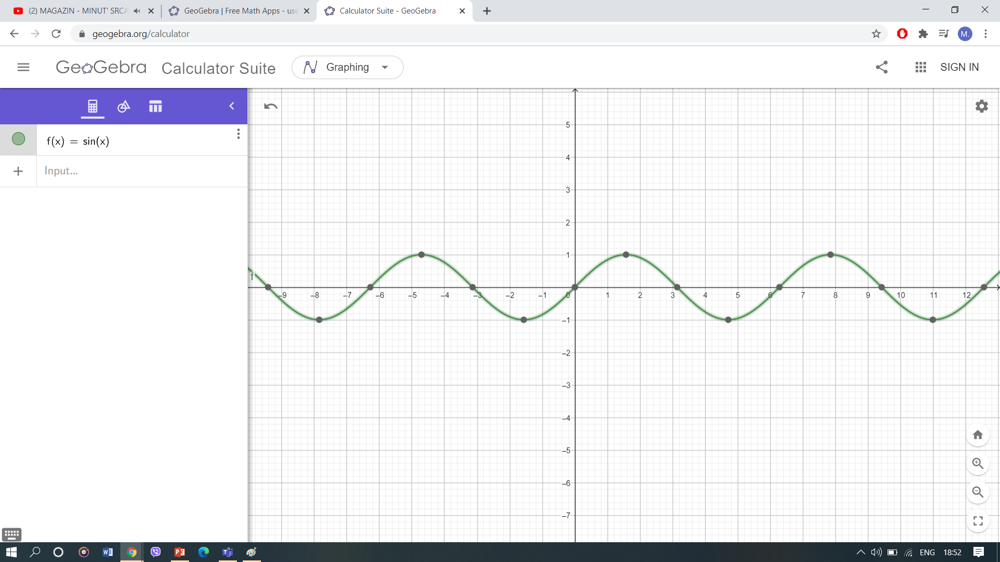 (2) MAGAZIN - MINUT' SRCA
GeoGebra | Free Math Apps - use
Calculator Suite - GeoGebra
geogebra.org/calculator
M.
GeoGebra
Calculator Suite
Graphing
SIGN IN
f(x) = sin(x)
Input...
5
4
3
2
1
f
–9 –8 –7 –6 –5 –4 –3 –2 –1 0 1 2 3 4 5 6 7 8 9 10 11 12
–1
–2
–3
–4
–5
–6
–7
ENG 18:52